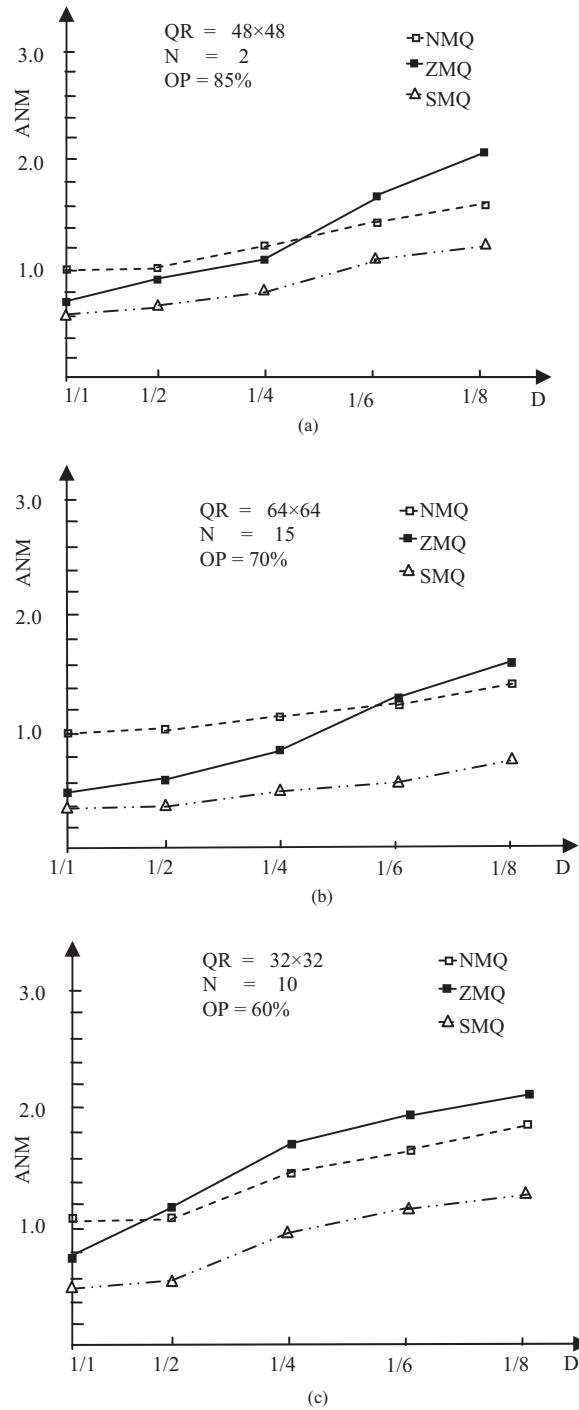 QR = 48×48
N = 2
OP = 85%
NMQ
ZMQ
SMQ
ANM
3.0
2.0
1.0
1/1 1/2 1/4 1/6 1/8 D
(a)
QR = 64×64
N = 15
OP = 70%
NMQ
ZMQ
SMQ
ANM
3.0
2.0
1.0
1/1 1/2 1/4 1/6 1/8 D
(b)
QR = 32×32
N = 10
OP = 60%
NMQ
ZMQ
SMQ
ANM
3.0
2.0
1.0
1/1 1/2 1/4 1/6 1/8 D
(c)